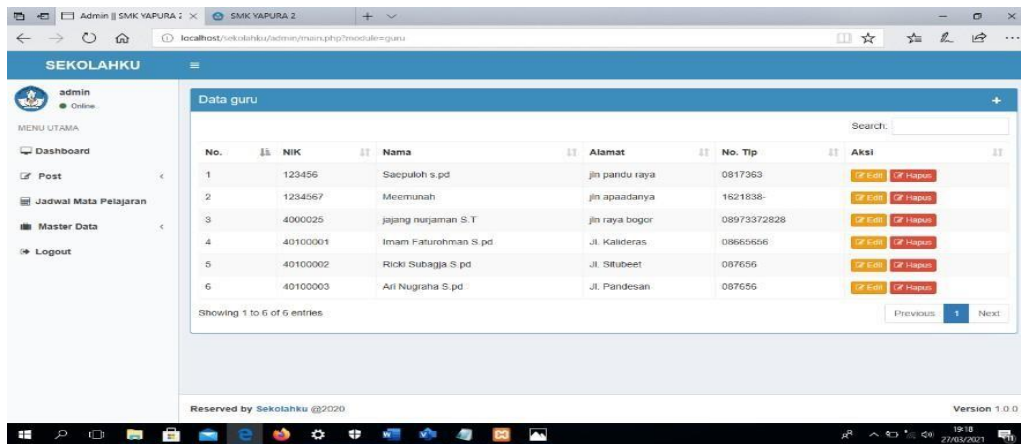 Admin || SMK YAPURA 2
SMK YAPURA 2
localhost/sekolahku/admin/main.php?module=guru
SEKOLAHKU
admin
Online
MENU UTAMA
Dashboard
Post
Jadwal Mata Pelajaran
Master Data
Logout
Data guru
Search:
No. NIK Nama Alamat No. Tlp Aksi
1 123456 Saepuloh s.pd jln pandu raya 0817363 Edit Hapus
2 1234567 Meemunah jln apaadanya 1621838- Edit Hapus
3 4000025 jajang nurjaman S.T jln raya bogor 08973372828 Edit Hapus
4 40100001 Imam Faturohman S.pd Jl. Kalideras 08665656 Edit Hapus
5 40100002 Ricki Subagja S.pd Jl. Situbeet 087656 Edit Hapus
6 40100003 Ari Nugraha S.pd Jl. Pandesan 087656 Edit Hapus
Showing 1 to 6 of 6 entries
Previous 1 Next
Reserved by Sekolahku @2020
Version 1.0.0
19:18
27/03/2021